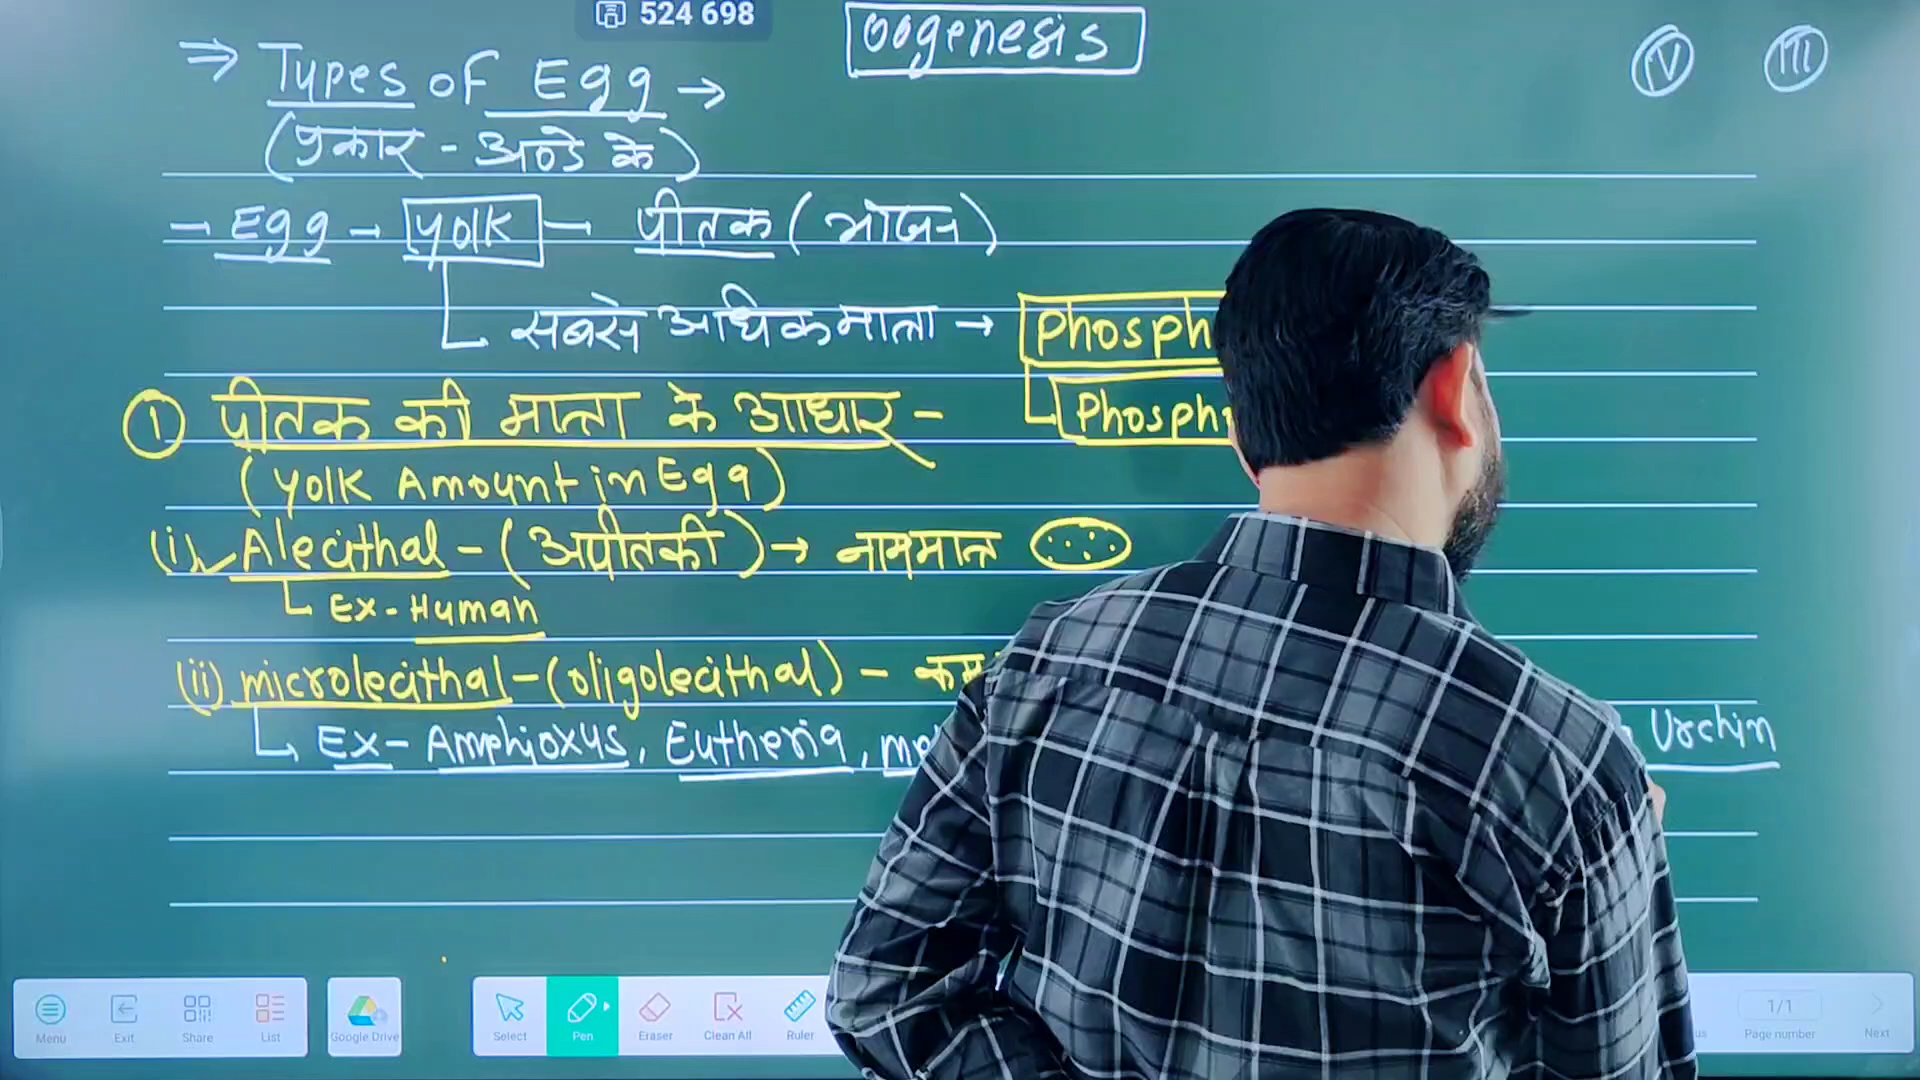 524 698
oogenesis
IV III
⇒ Types of Egg →
(प्रकार - अण्डे के)
→ Egg → yolk → पीतक (भोजन)
सबसे अधिक मात्रा → phosph
Phosph
① पीतक की मात्रा के आधार -
(yolk Amount in Egg)
(i) ✓ Alecithal - (अपीतकी) → नाममात्र
Ex - Human
(ii) microlecithal - (oligolecithal) - कम
Ex - Amphioxus, Eutheria, Urchin
Menu Exit Share List Google Drive Select Pen Eraser Clean All Ruler 1/1 Page number Next